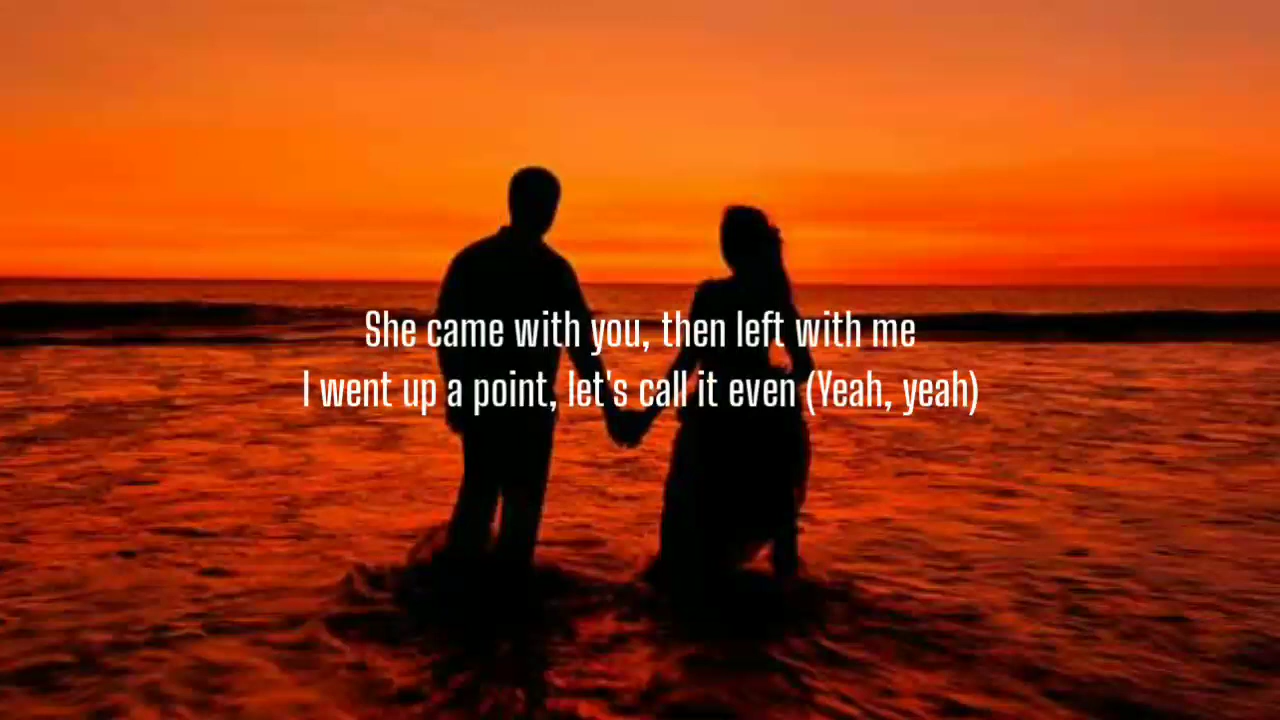 She came with you, then left with me
I went up a point, let's call it even (Yeah, yeah)